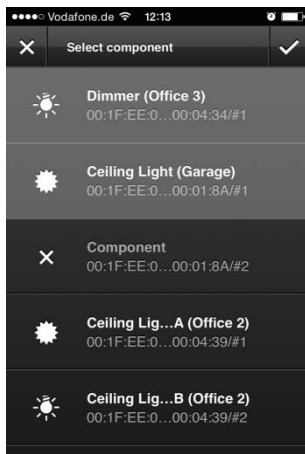 Vodafone.de 12:13
Select component
Dimmer (Office 3)
00:1F:EE:0...00:04:34/#1
Ceiling Light (Garage)
00:1F:EE:0...00:01:8A/#1
Component
00:1F:EE:0...00:01:8A/#2
Ceiling Lig...A (Office 2)
00:1F:EE:0...00:04:39/#1
Ceiling Lig...B (Office 2)
00:1F:EE:0...00:04:39/#2